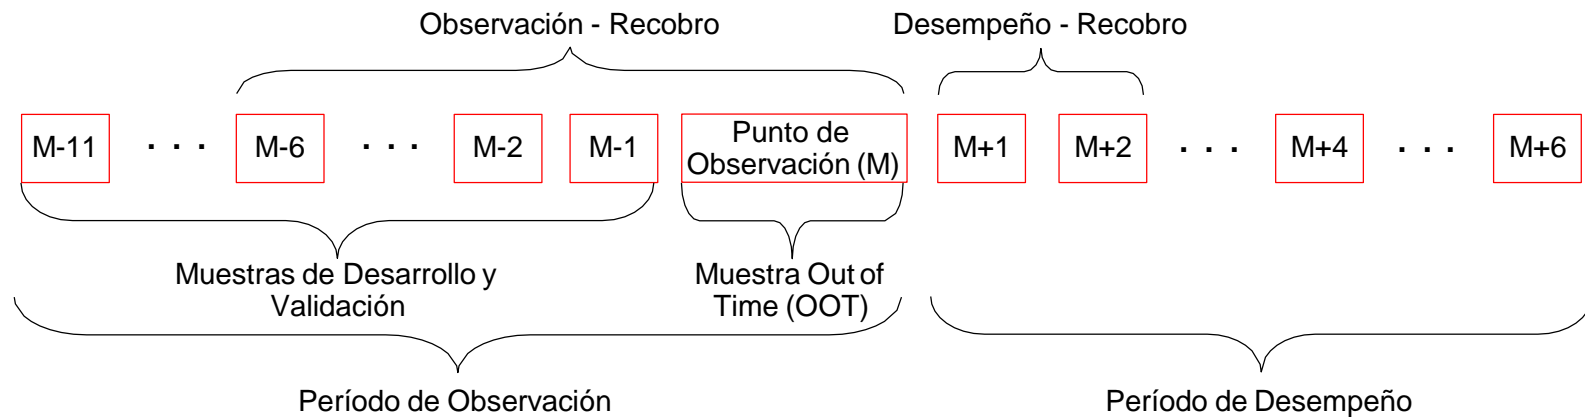 Observación - Recobro
Desempeño - Recobro
M-11
. . .
M-6
. . .
M-2
M-1
Punto de
Observación (M)
M+1
M+2
. . .
M+4
. . .
M+6
Muestras de Desarrollo y
Validación
Muestra Out of
Time (OOT)
Período de Observación
Período de Desempeño